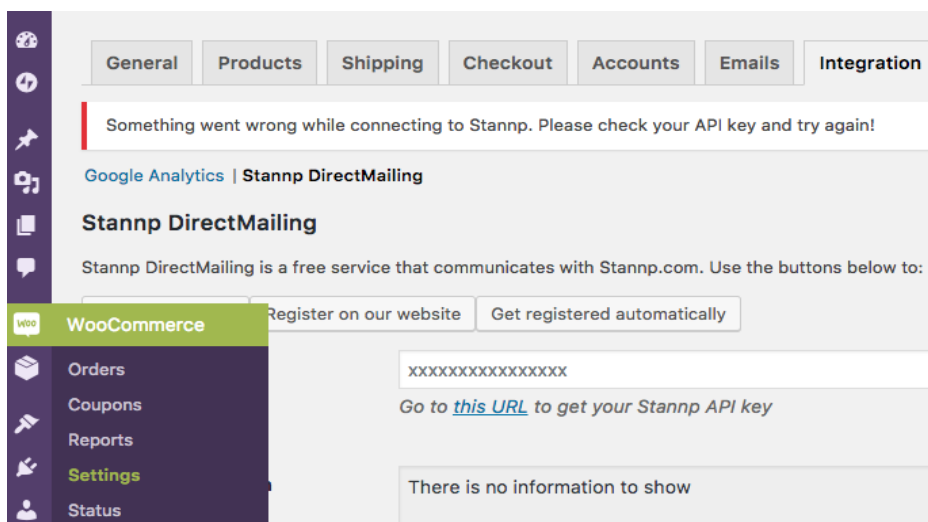 General Products Shipping Checkout Accounts Emails Integration
Something went wrong while connecting to Stannp. Please check your API key and try again!
Google Analytics | Stannp DirectMailing
Stannp DirectMailing
Stannp DirectMailing is a free service that communicates with Stannp.com. Use the buttons below to:
Register on our website Get registered automatically
Woo WooCommerce
xxxxxxxxxxxxxxxx
Orders
Go to this URL to get your Stannp API key
Coupons
Reports
Settings
There is no information to show
Status